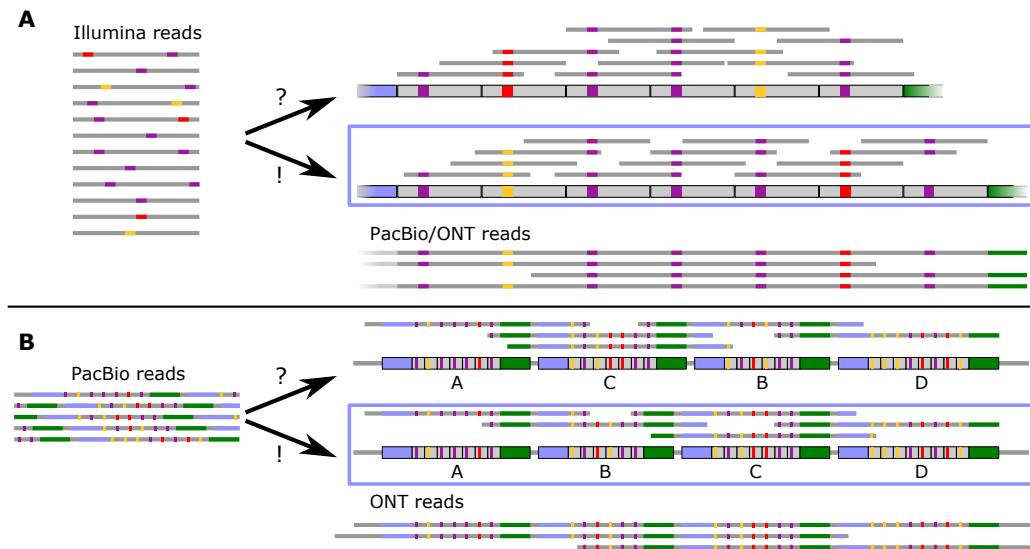 A
Illumina reads
?
!
PacBio/ONT reads
B
PacBio reads
?
!
A C B D
A B C D
ONT reads